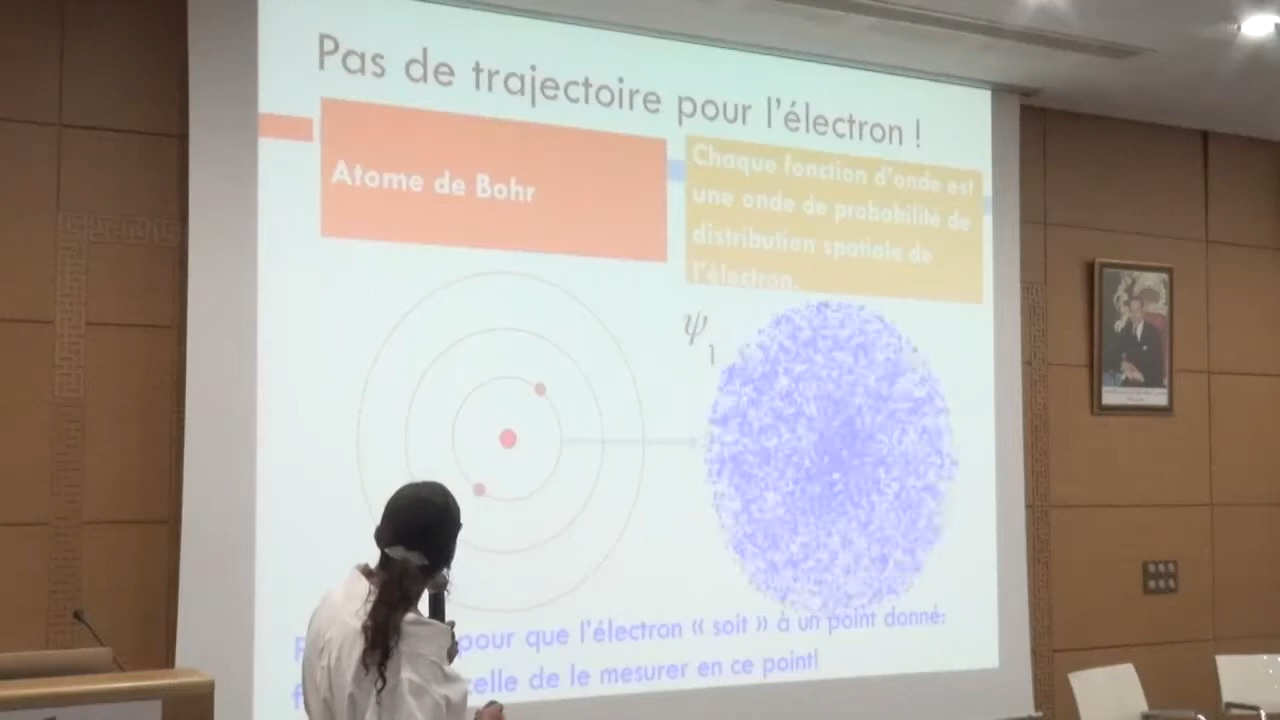 Pas de trajectoire pour l'électron !
Atome de Bohr
Chaque fonction d'onde est
une onde de probabilité de
distribution spatiale de
l'électron.
ψ
1
pour que l'électron « soit » à un point donné:
celle de le mesurer en ce point!